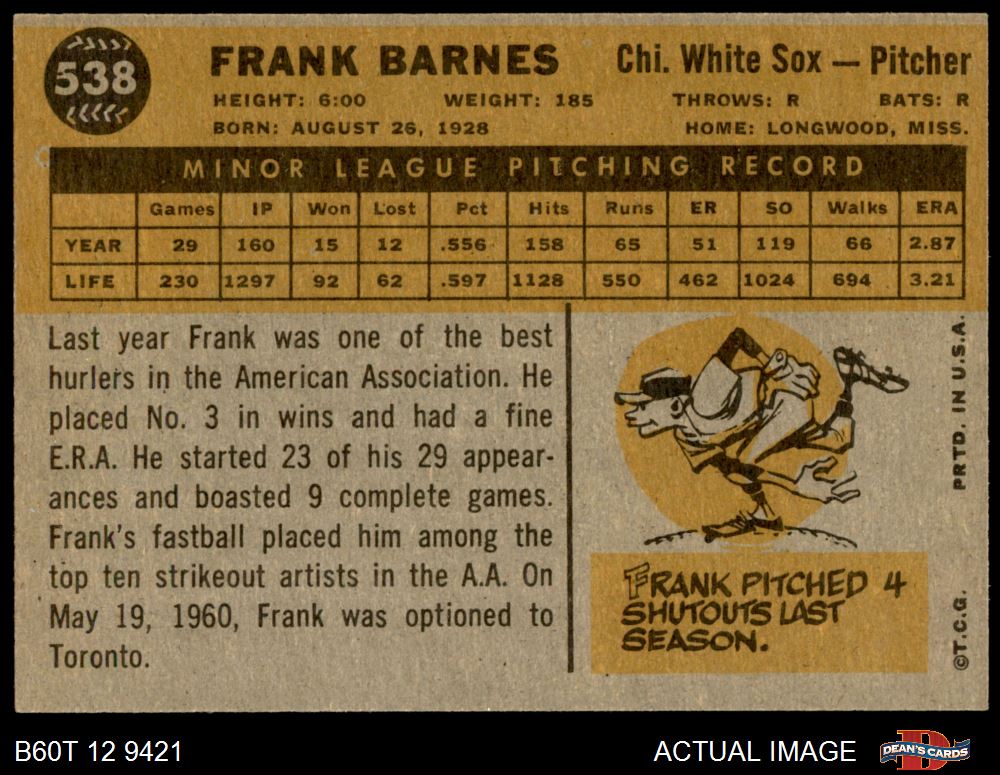 538
FRANK BARNES
Chi. White Sox — Pitcher
HEIGHT: 6:00 WEIGHT: 185 THROWS: R BATS: R
BORN: AUGUST 26, 1928 HOME: LONGWOOD, MISS.
MINOR LEAGUE PITCHING RECORD
Games IP Won Lost Pct Hits Runs ER SO Walks ERA
YEAR 29 160 15 12 .556 158 65 51 119 66 2.87
LIFE 230 1297 92 62 .597 1128 550 462 1024 694 3.21
Last year Frank was one of the best
hurlers in the American Association. He
placed No. 3 in wins and had a fine
E.R.A. He started 23 of his 29 appear-
ances and boasted 9 complete games.
Frank's fastball placed him among the
top ten strikeout artists in the A.A. On
May 19, 1960, Frank was optioned to
Toronto.
FRANK PITCHED 4
SHUTOUTS LAST
SEASON.
©T.C.G. PRTD. IN U.S.A.
B60T 12 9421
ACTUAL IMAGE
D
DEAN'S CARDS